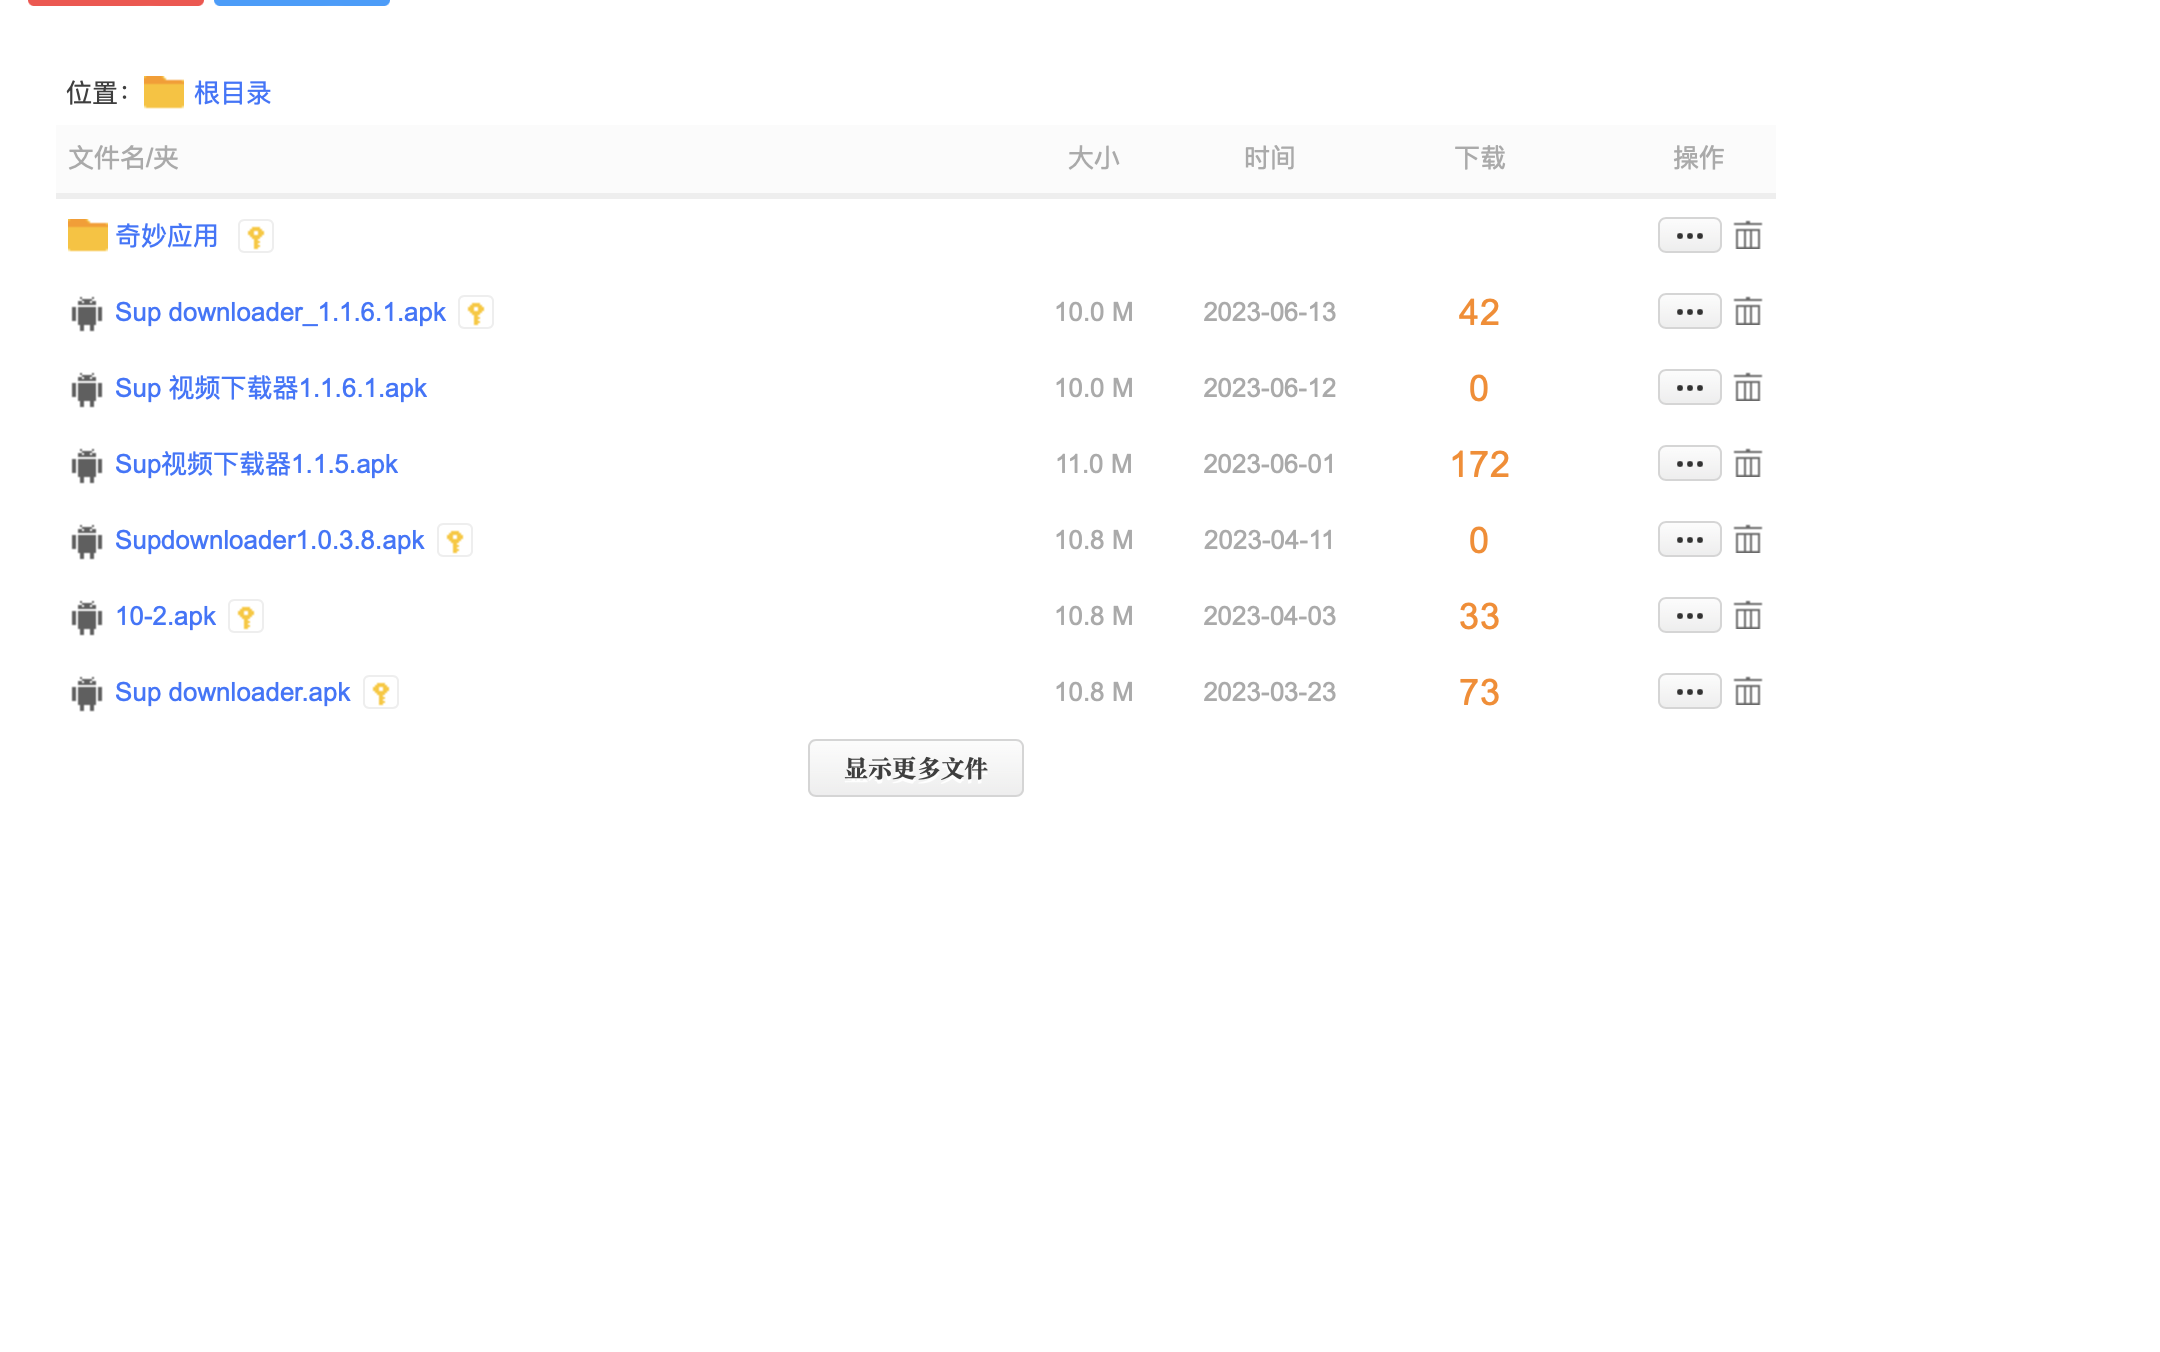 位置： 根目录
文件名/夹 大小 时间 下载 操作
奇妙应用
Sup downloader_1.1.6.1.apk 10.0 M 2023-06-13 42
Sup 视频下载器1.1.6.1.apk 10.0 M 2023-06-12 0
Sup视频下载器1.1.5.apk 11.0 M 2023-06-01 172
Supdownloader1.0.3.8.apk 10.8 M 2023-04-11 0
10-2.apk 10.8 M 2023-04-03 33
Sup downloader.apk 10.8 M 2023-03-23 73
显示更多文件